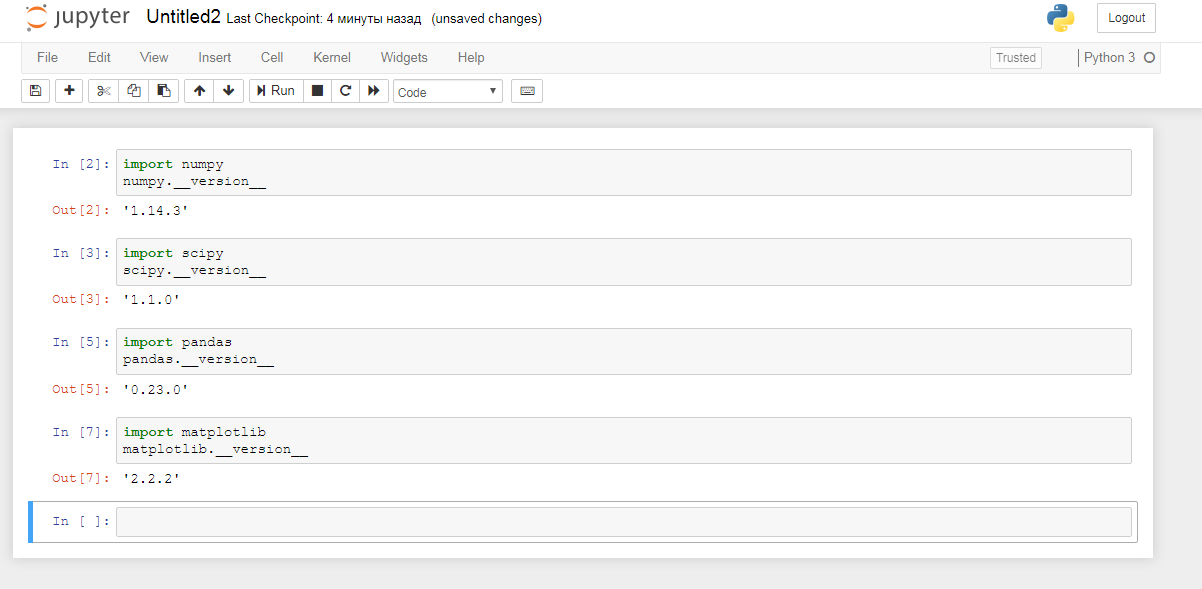 jupyter Untitled2 Last Checkpoint: 4 минуты назад (unsaved changes) Logout
File Edit View Insert Cell Kernel Widgets Help Trusted Python 3
Run Code
In [2]: import numpy
numpy.__version__
Out[2]: '1.14.3'
In [3]: import scipy
scipy.__version__
Out[3]: '1.1.0'
In [5]: import pandas
pandas.__version__
Out[5]: '0.23.0'
In [7]: import matplotlib
matplotlib.__version__
Out[7]: '2.2.2'
In [ ]: